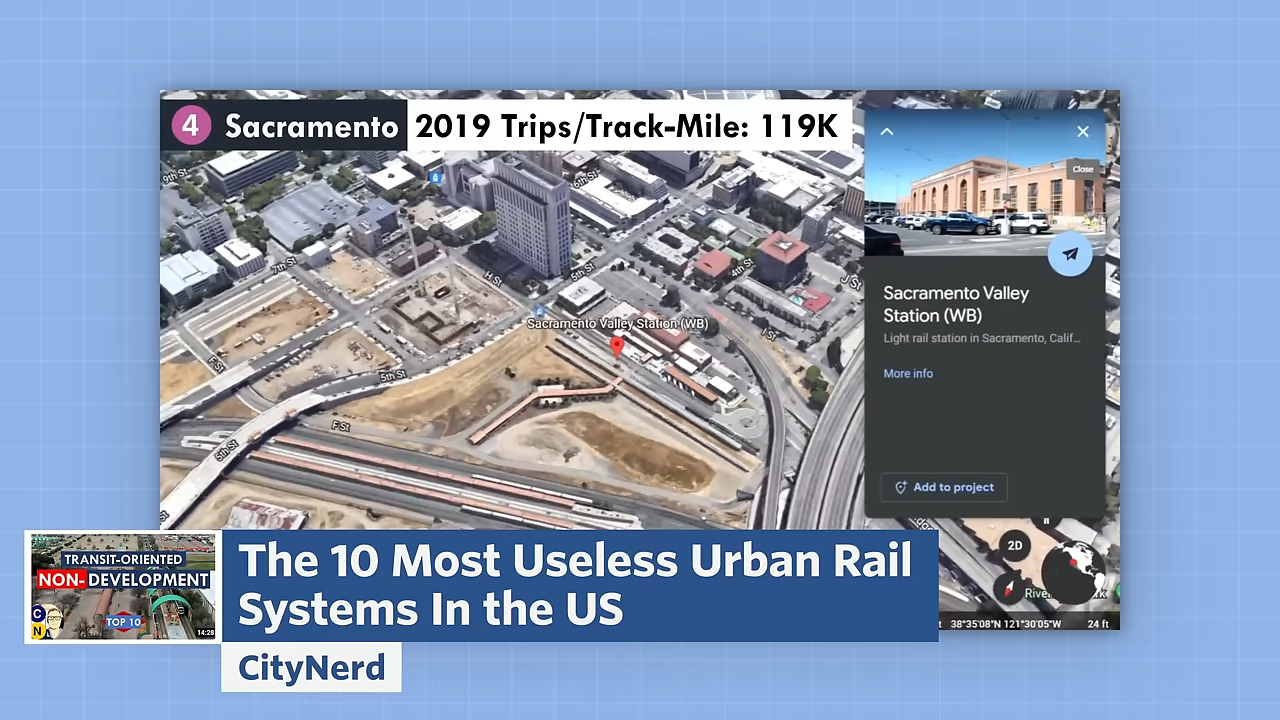 4 Sacramento 2019 Trips/Track-Mile: 119K
9th St
6th St
Close
7th St
H St
5th St
4th St
J St
Sacramento Valley Station (WB)
I St
F St
5th St
F St
5th St
Sacramento Valley
Station (WB)
Light rail station in Sacramento, Calif...
More info
Add to project
2D
38°35'08"N 121°30'05"W 24 ft
TRANSIT-ORIENTED
NON-DEVELOPMENT
C
N
TOP 10
14:28
The 10 Most Useless Urban Rail
Systems In the US
CityNerd